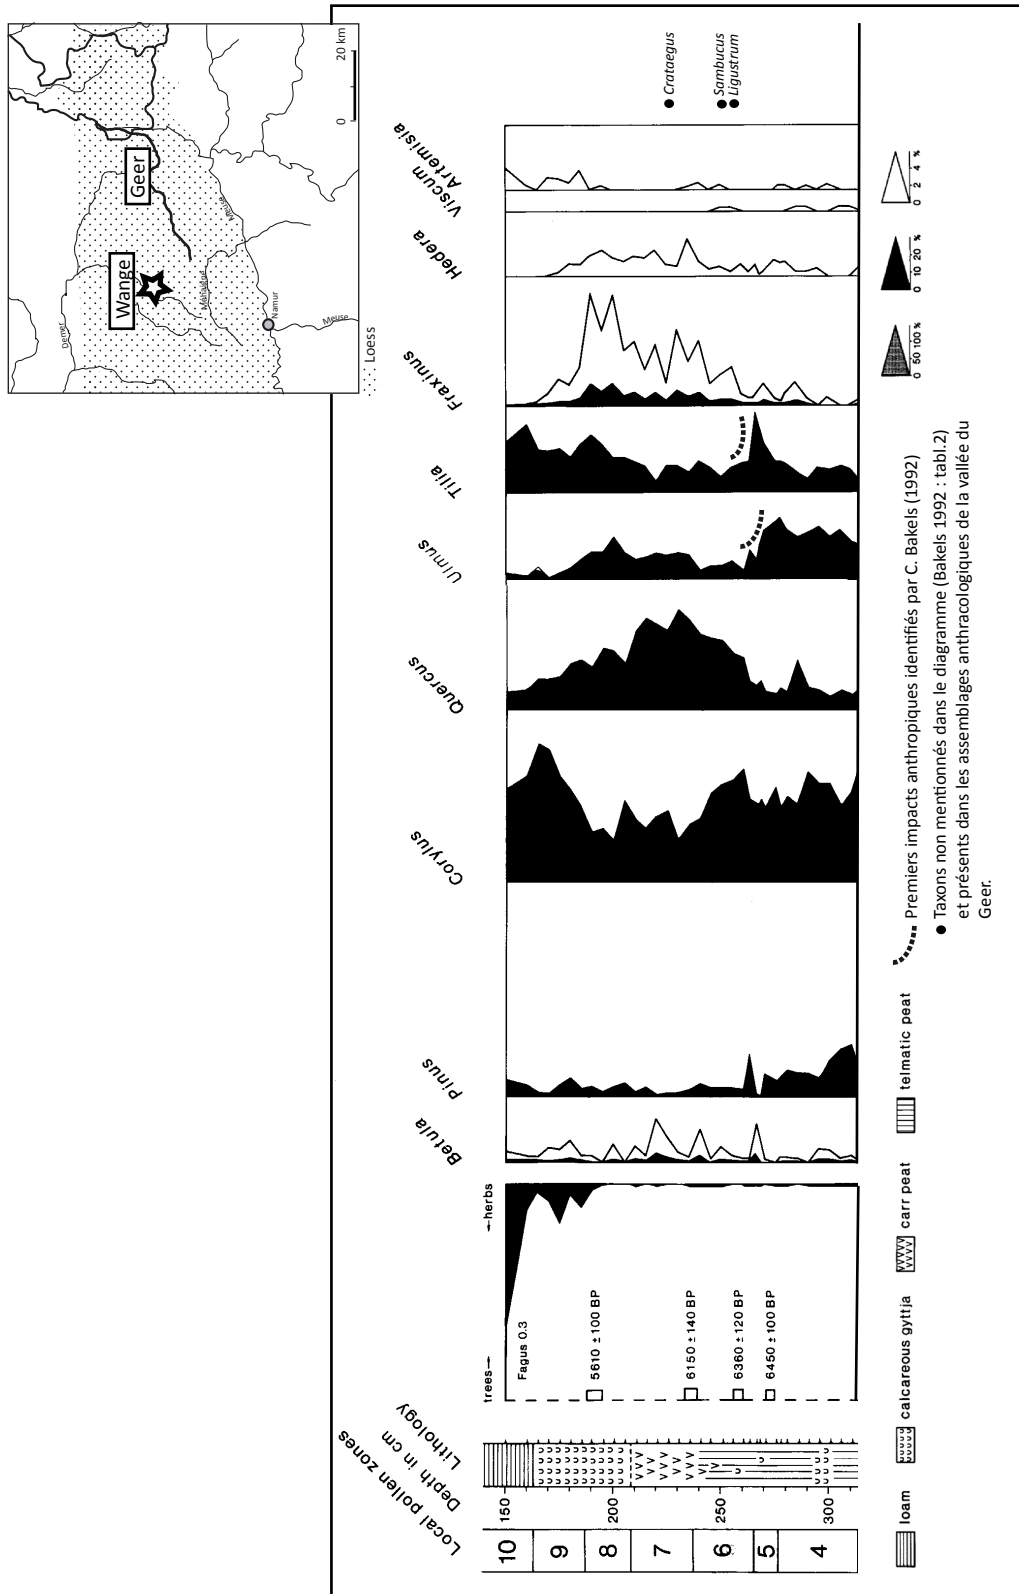 Wange
Geer
Demer
Mehaigne
Meuse
Namur
Meuse
0 20 km
Loess
Local pollen zones
Depth in cm
Lithology
trees→
←herbs
Betula
Pinus
Corylus
Quercus
Ulmus
Tilia
Fraxinus
Hedera
Viscum
Artemisia
Crataegus
Sambucus
Ligustrum
10
9
8
7
6
5
4
150
200
250
300
Fagus 0.3
5610 ± 100 BP
6150 ± 140 BP
6360 ± 120 BP
6450 ± 100 BP
loam
calcareous gyttja
carr peat
telmatic peat
Premiers impacts anthropiques identifiés par C. Bakels (1992)
● Taxons non mentionnés dans le diagramme (Bakels 1992 : tabl.2)
et présents dans les assemblages anthracologiques de la vallée du
Geer.
0 50 100 %
0 10 20 %
0 2 4 %